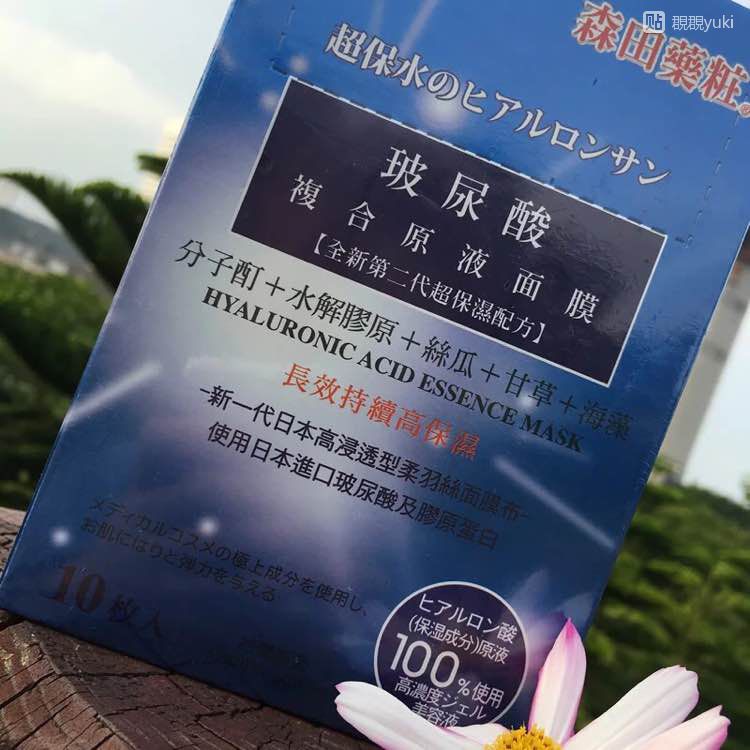 覞覞yuki
森田藥粧®
超保水のヒアルロンサン
玻尿酸
複合原液面膜
【全新第二代超保濕配方】
分子酊+水解膠原+絲瓜+甘草+海藻
HYALURONIC ACID ESSENCE MASK
長效持續高保濕
-新一代日本高浸透型柔羽絲面膜布-
使用日本進口玻尿酸及膠原蛋白
メディカルコスメの極上成分を使用し、
お肌にはりと弾力を与える
10枚入
ヒアルロン酸
(保湿成分)原液
100%使用
高濃度ジェル
美容液